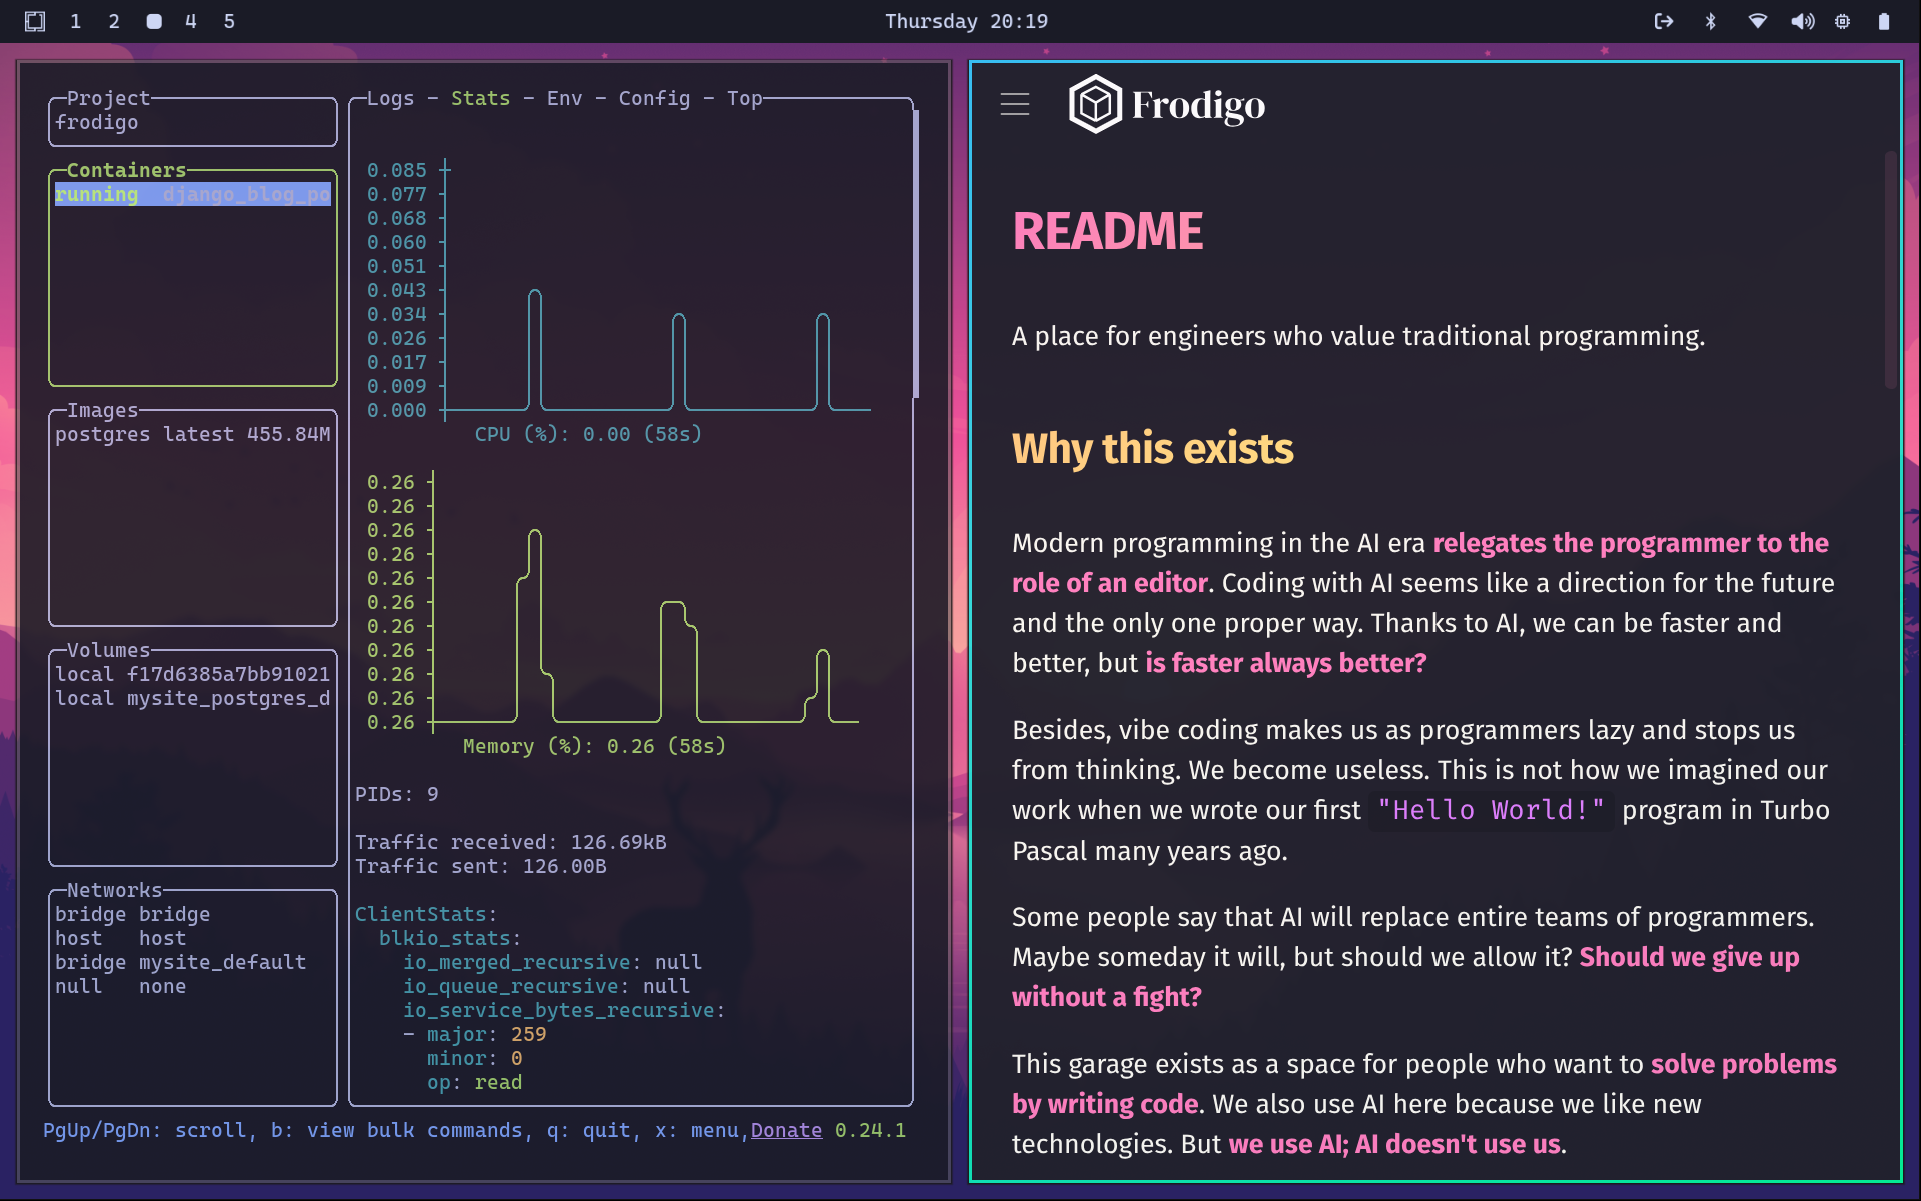 1 2 4 5
Thursday 20:19
Project
frodigo
Containers
running django_blog_po
Images
postgres latest 455.84M
Volumes
local f17d6385a7bb91021
local mysite_postgres_d
Networks
bridge bridge
host host
bridge mysite_default
null none
Logs - Stats - Env - Config - Top
0.085
0.077
0.068
0.060
0.051
0.043
0.034
0.026
0.017
0.009
0.000
CPU (%): 0.00 (58s)
0.26
0.26
0.26
0.26
0.26
0.26
0.26
0.26
0.26
0.26
0.26
Memory (%): 0.26 (58s)
PIDs: 9
Traffic received: 126.69kB
Traffic sent: 126.00B
ClientStats:
blkio_stats:
io_merged_recursive: null
io_queue_recursive: null
io_service_bytes_recursive:
- major: 259
minor: 0
op: read
PgUp/PgDn: scroll, b: view bulk commands, q: quit, x: menu,Donate 0.24.1
Frodigo
README
A place for engineers who value traditional programming.
Why this exists
Modern programming in the AI era relegates the programmer to the
role of an editor. Coding with AI seems like a direction for the future
and the only one proper way. Thanks to AI, we can be faster and
better, but is faster always better?
Besides, vibe coding makes us as programmers lazy and stops us
from thinking. We become useless. This is not how we imagined our
work when we wrote our first "Hello World!" program in Turbo
Pascal many years ago.
Some people say that AI will replace entire teams of programmers.
Maybe someday it will, but should we allow it? Should we give up
without a fight?
This garage exists as a space for people who want to solve problems
by writing code. We also use AI here because we like new
technologies. But we use AI; AI doesn't use us.